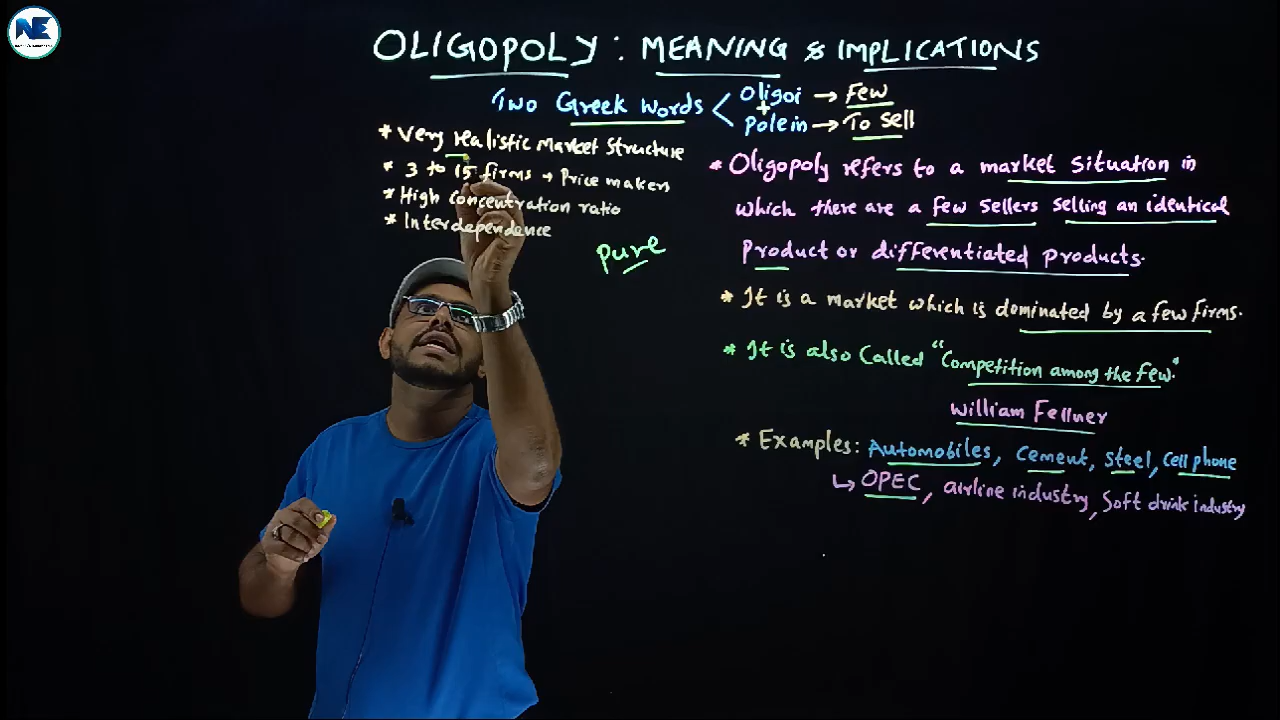 NE
OLIGOPOLY : MEANING & IMPLICATIONS
Two Greek words < Oligoi → Few
+
Polein → To sell
* Very realistic Market Structure
* 3 to 15 firms → Price makers
* High concentration ratio
* Interdependence
Pure
* Oligopoly refers to a market situation in
which there are a few sellers selling an identical
Product or differentiated products.
* It is a market which is dominated by a few firms.
* It is also Called "Competition among the few."
William Fellner
* Examples: Automobiles, Cement, Steel, Cell phone
↳ OPEC, airline industry, Soft drink industry